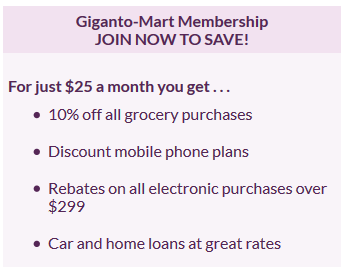 Giganto-Mart Membership
JOIN NOW TO SAVE!
For just $25 a month you get . . .
• 10% off all grocery purchases
• Discount mobile phone plans
• Rebates on all electronic purchases over
$299
• Car and home loans at great rates